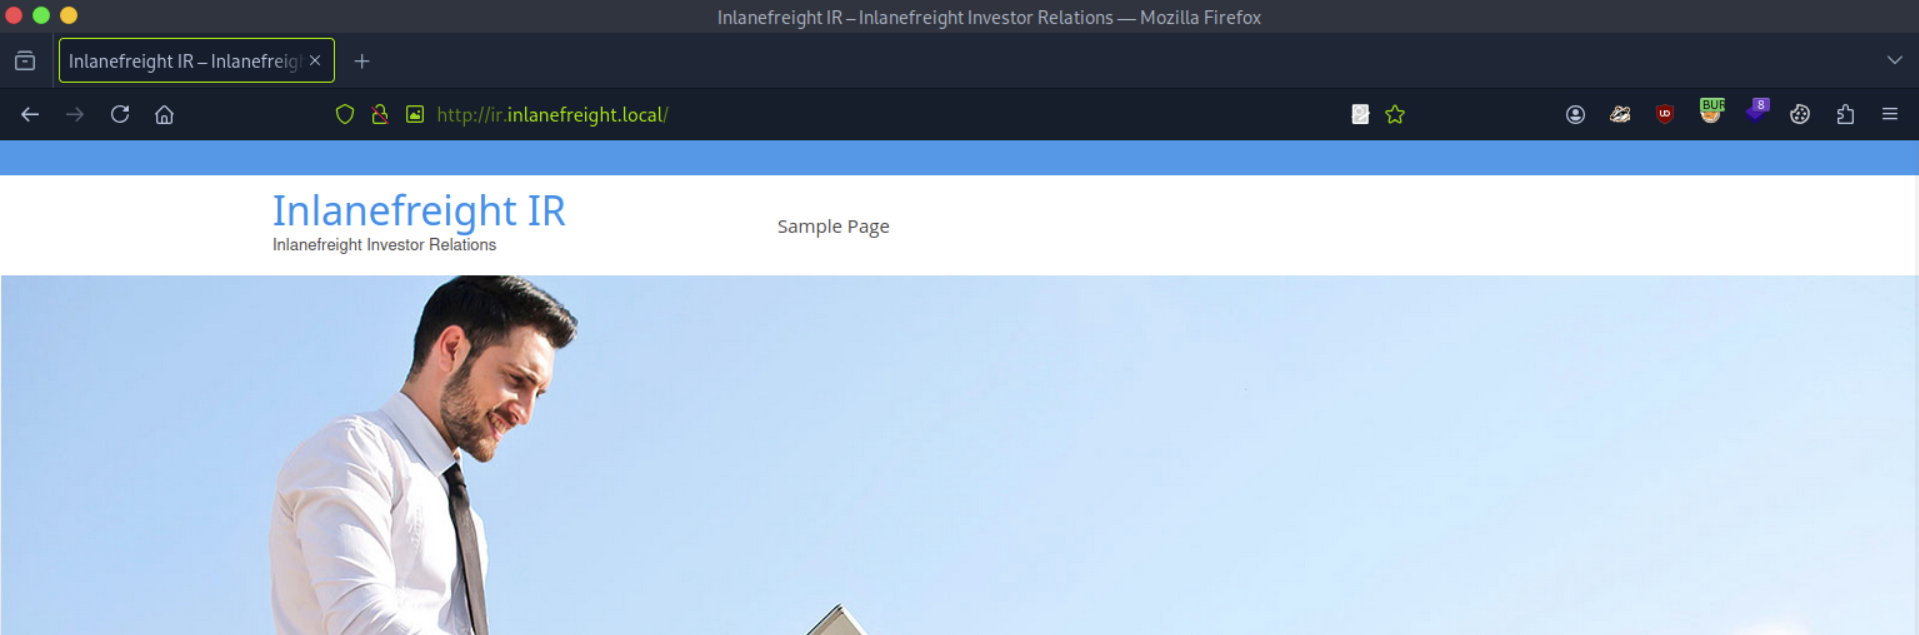 Inlanefreight IR – Inlanefreight Investor Relations — Mozilla Firefox
Inlanefreight IR – Inlanefreigh
http://ir.inlanefreight.local/
BUR
8
Inlanefreight IR
Inlanefreight Investor Relations
Sample Page